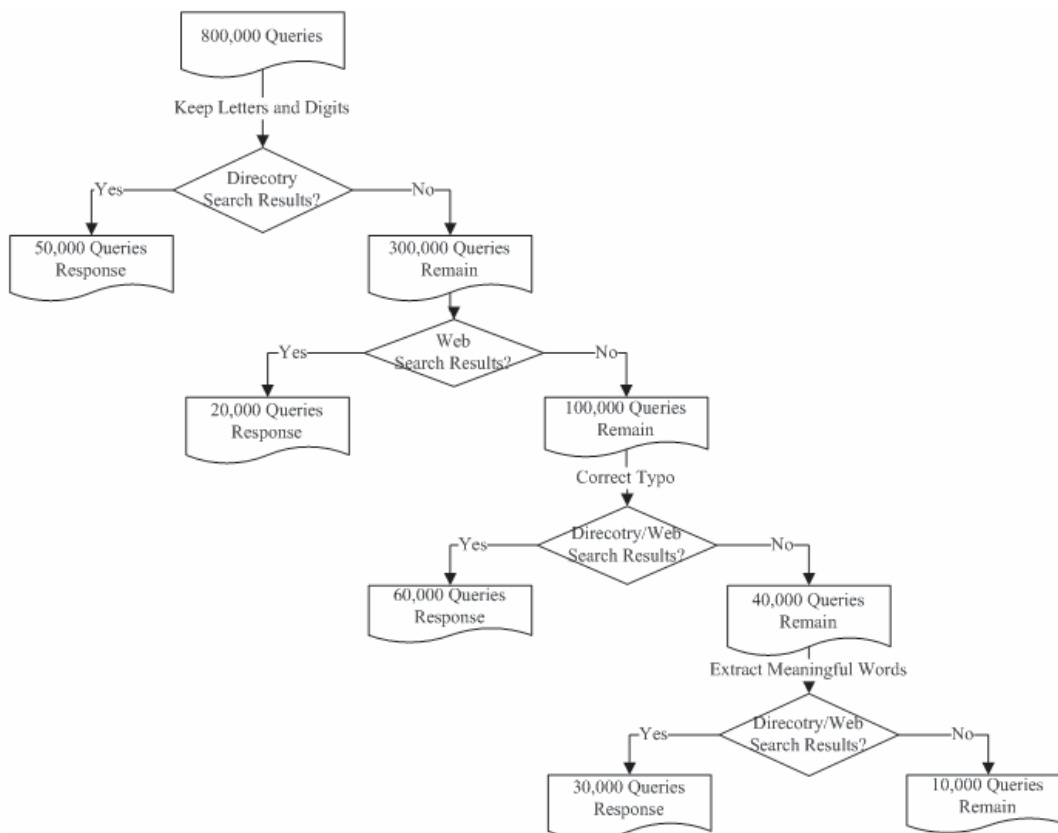 800,000 Queries
Keep Letters and Digits
Direcotry
Search Results?
Yes
No
50,000 Queries
Response
300,000 Queries
Remain
Web
Search Results?
Yes
No
20,000 Queries
Response
100,000 Queries
Remain
Correct Typo
Direcotry/Web
Search Results?
Yes
No
60,000 Queries
Response
40,000 Queries
Remain
Extract Meaningful Words
Direcotry/Web
Search Results?
Yes
No
30,000 Queries
Response
10,000 Queries
Remain